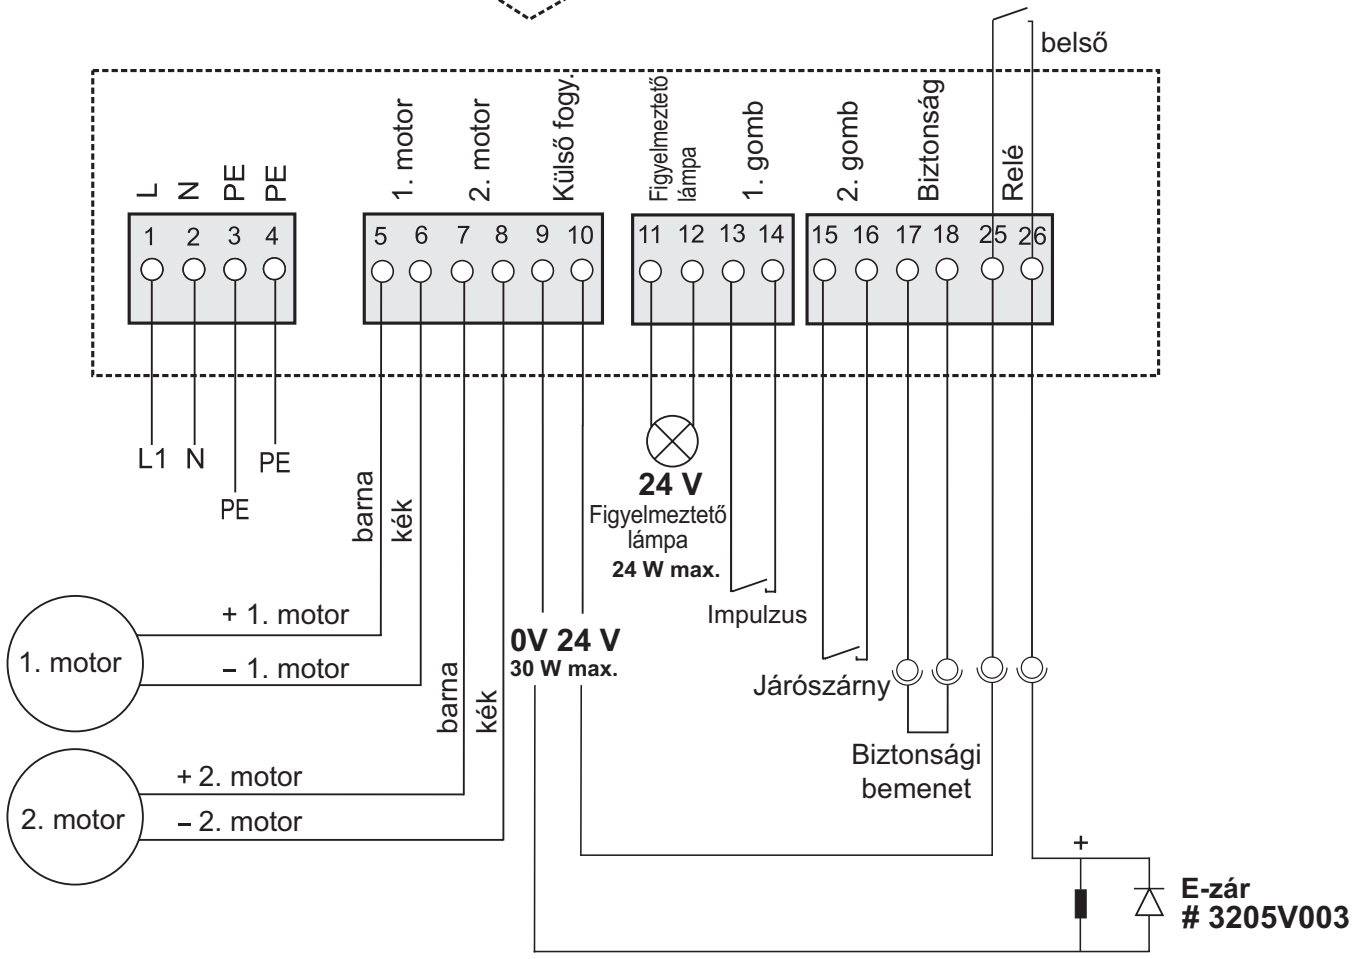 belső
L
N
PE
PE
1. motor
2. motor
Külső fogy.
Figyelmeztető
lámpa
1. gomb
2. gomb
Biztonság
Relé
1 2 3 4
5 6 7 8 9 10
11 12 13 14
15 16 17 18 25 26
L1 N
PE
PE
barna
kék
24 V
Figyelmeztető
lámpa
24 W max.
Impulzus
+ 1. motor
1. motor
– 1. motor
0V 24 V
30 W max.
barna
kék
Járószárny
Biztonsági
bemenet
+ 2. motor
2. motor
– 2. motor
+
E-zár
# 3205V003